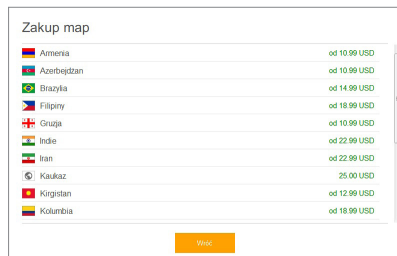 Zakup map
Armenia od 10.99 USD
Azerbejdżan od 10.99 USD
Brazylia od 14.99 USD
Filipiny od 18.99 USD
Gruzja od 10.99 USD
Indie od 22.99 USD
Iran od 22.99 USD
Kaukaz 25.00 USD
Kirgistan od 12.99 USD
Kolumbia od 18.99 USD
Wróć